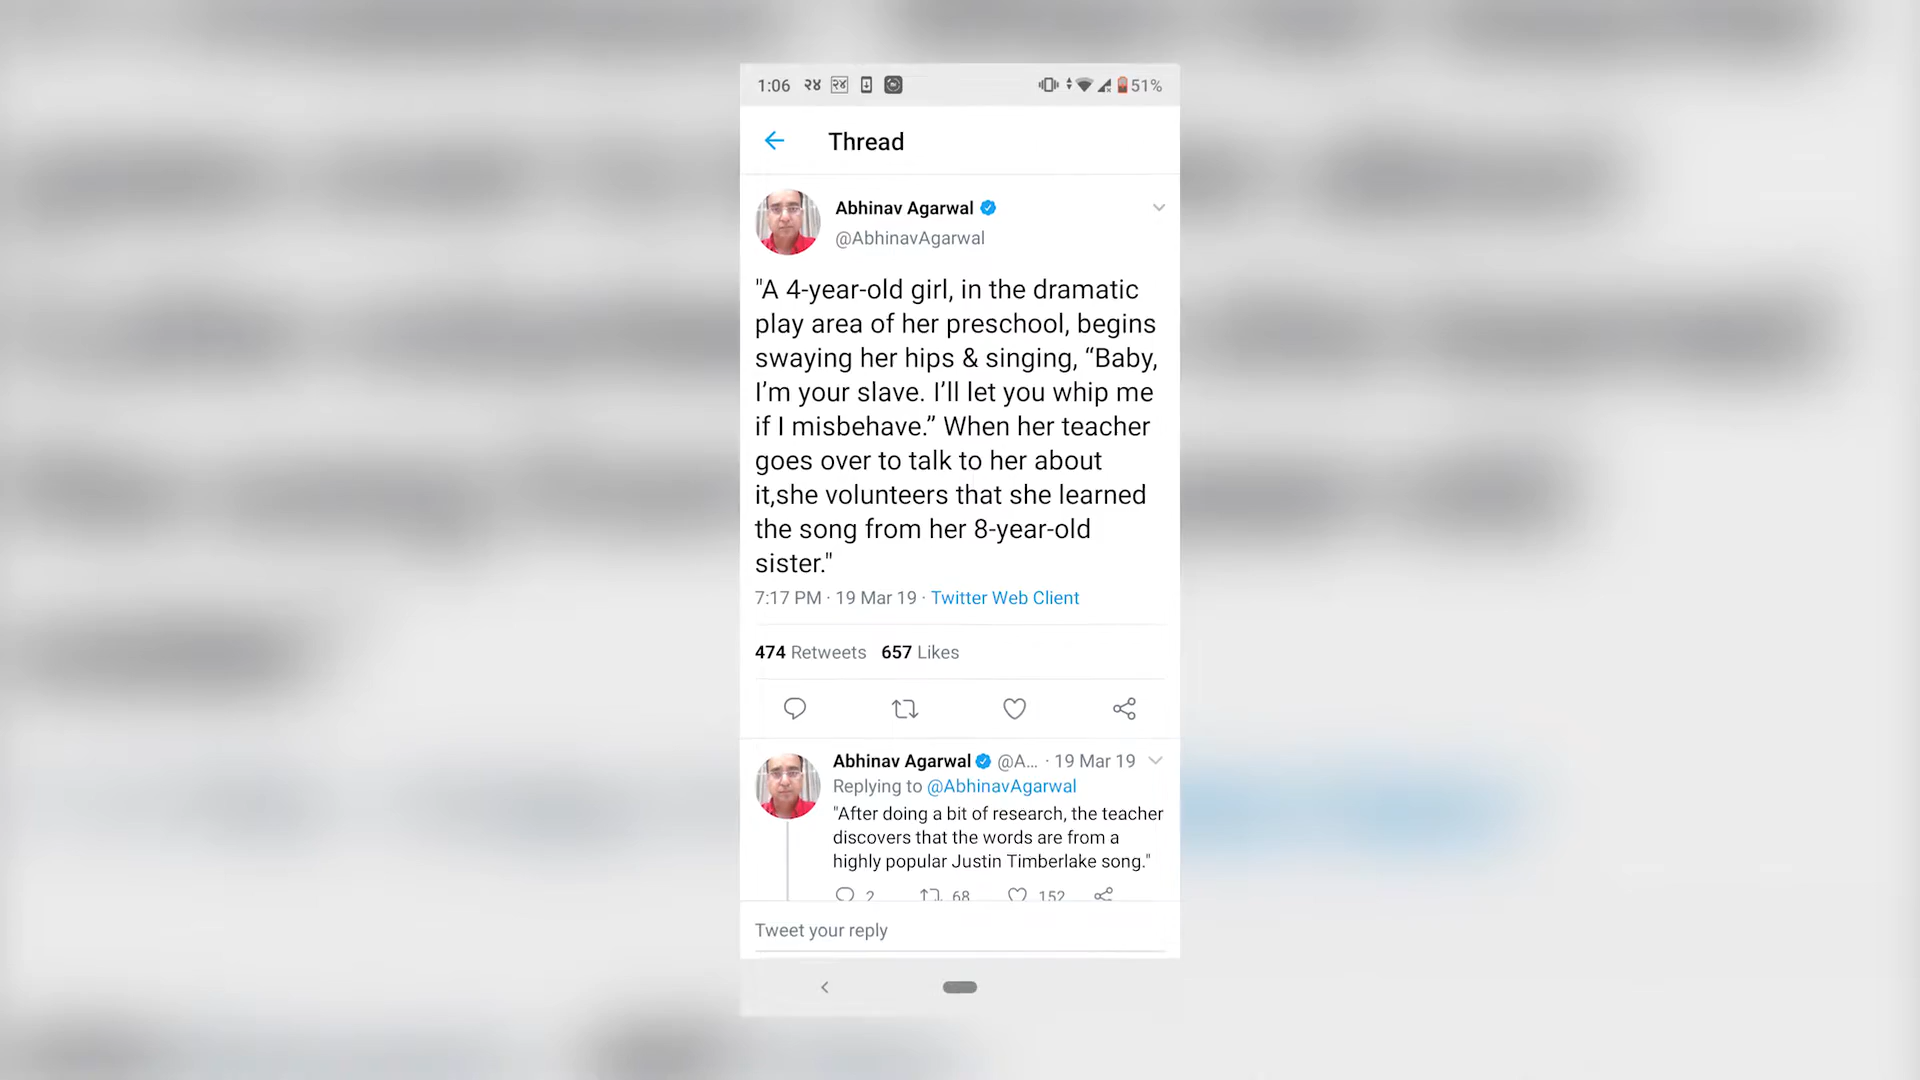 1:06 २४ २४ 51%
Thread
Abhinav Agarwal
@AbhinavAgarwal
"A 4-year-old girl, in the dramatic
play area of her preschool, begins
swaying her hips & singing, “Baby,
I’m your slave. I’ll let you whip me
if I misbehave.” When her teacher
goes over to talk to her about
it,she volunteers that she learned
the song from her 8-year-old
sister."
7:17 PM · 19 Mar 19 · Twitter Web Client
474 Retweets 657 Likes
Abhinav Agarwal @A... · 19 Mar 19
Replying to @AbhinavAgarwal
"After doing a bit of research, the teacher
discovers that the words are from a
highly popular Justin Timberlake song."
2 68 152
Tweet your reply